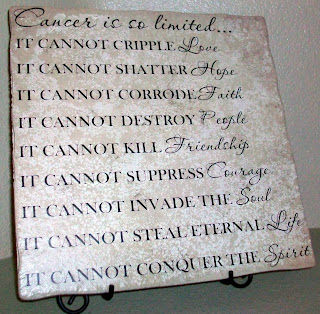 Cancer is so limited...
IT CANNOT CRIPPLE Love
IT CANNOT SHATTER Hope
IT CANNOT CORRODE Faith
IT CANNOT DESTROY People
IT CANNOT KILL Friendship
IT CANNOT SUPPRESS Courage
IT CANNOT INVADE THE Soul
IT CANNOT STEAL ETERNAL Life
IT CANNOT CONQUER THE Spirit